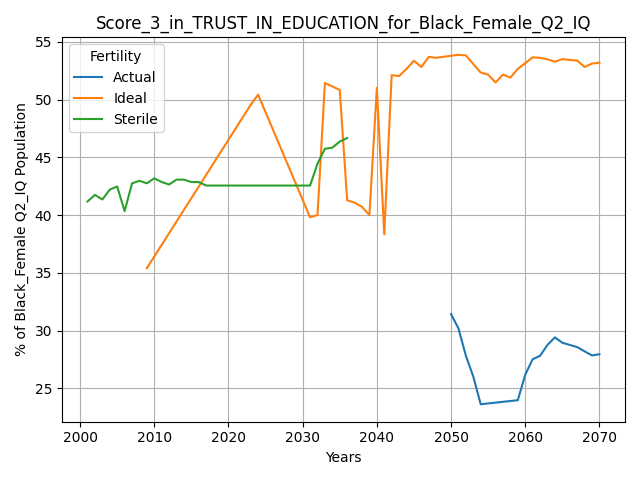 Score_3_in_TRUST_IN_EDUCATION_for_Black_Female_Q2_IQ
Fertility
Actual
Ideal
Sterile
% of Black_Female Q2_IQ Population
55
50
45
40
35
30
25
2000 2010 2020 2030 2040 2050 2060 2070
Years